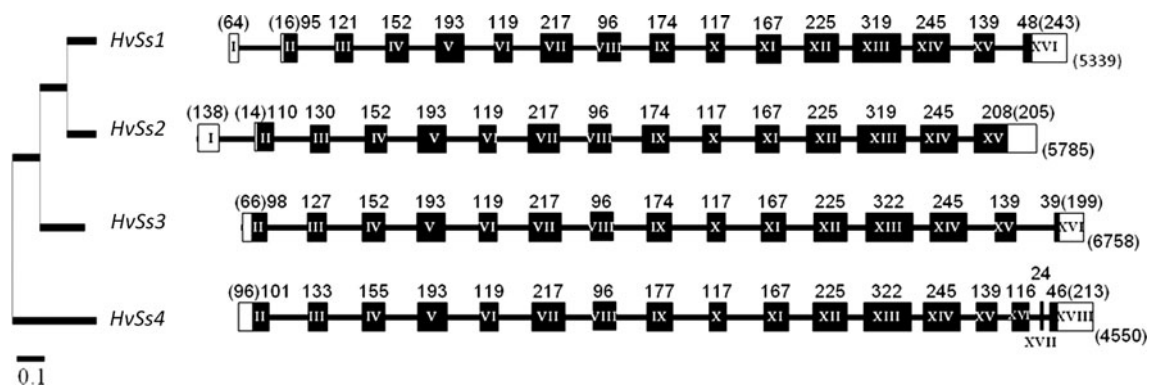 (64) (16)95 121 152 193 119 217 96 174 117 167 225 319 245 139 48(243)
HvSs1 I II III IV V VI VII VIII IX X XI XII XIII XIV XV XVI (5339)
(138) (14)110 130 152 193 119 217 96 174 117 167 225 319 245 208(205)
HvSs2 I II III IV V VI VII VIII IX X XI XII XIII XIV XV (5785)
(66)98 127 152 193 119 217 96 174 117 167 225 322 245 139 39(199)
HvSs3 II III IV V VI VII VIII IX X XI XII XIII XIV XV XVI (6758)
24
(96)101 133 155 193 119 217 96 177 117 167 225 322 245 139 116 46(213)
HvSs4 II III IV V VI VII VIII IX X XI XII XIII XIV XV XVI XVIII (4550)
XVII
0.1